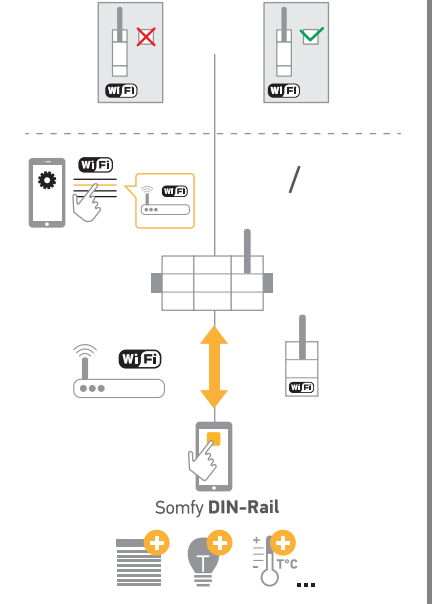 WiFi
WiFi
WiFi
WiFi
/
WiFi
WiFi
Somfy DIN-Rail
+
+
+
T
+
-
T°C
...